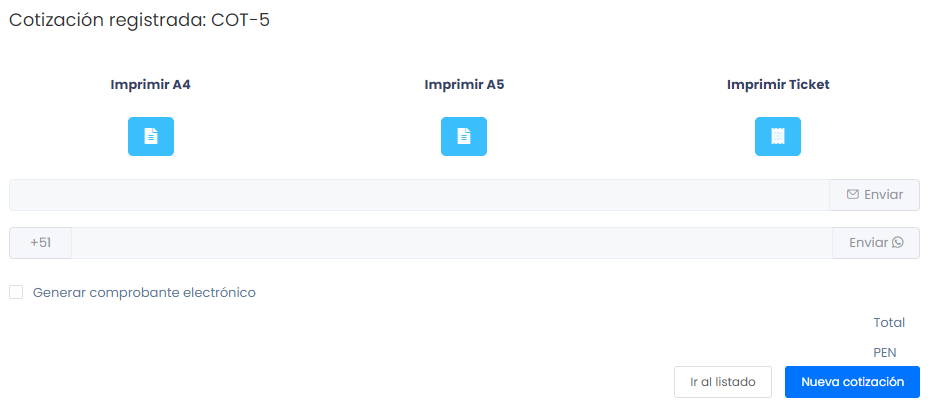 Cotización registrada: COT-5
Imprimir A4
Imprimir A5
Imprimir Ticket
Enviar
+51
Enviar
Generar comprobante electrónico
Total
PEN
Ir al listado
Nueva cotización